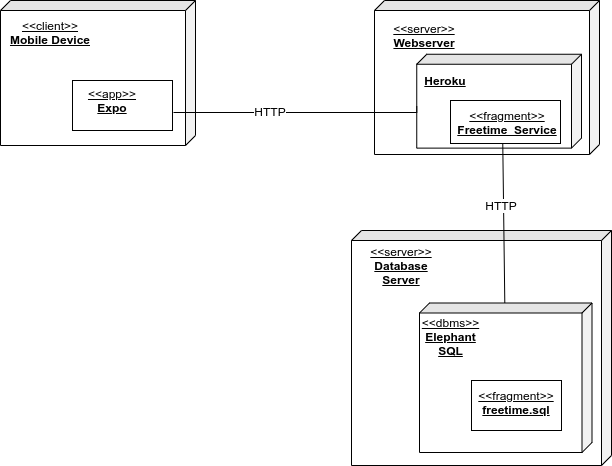 <<client>>
Mobile Device
<<app>>
Expo
HTTP
<<server>>
Webserver
Heroku
<<fragment>>
Freetime_Service
HTTP
<<server>>
Database
Server
<<dbms>>
Elephant
SQL
<<fragment>>
freetime.sql